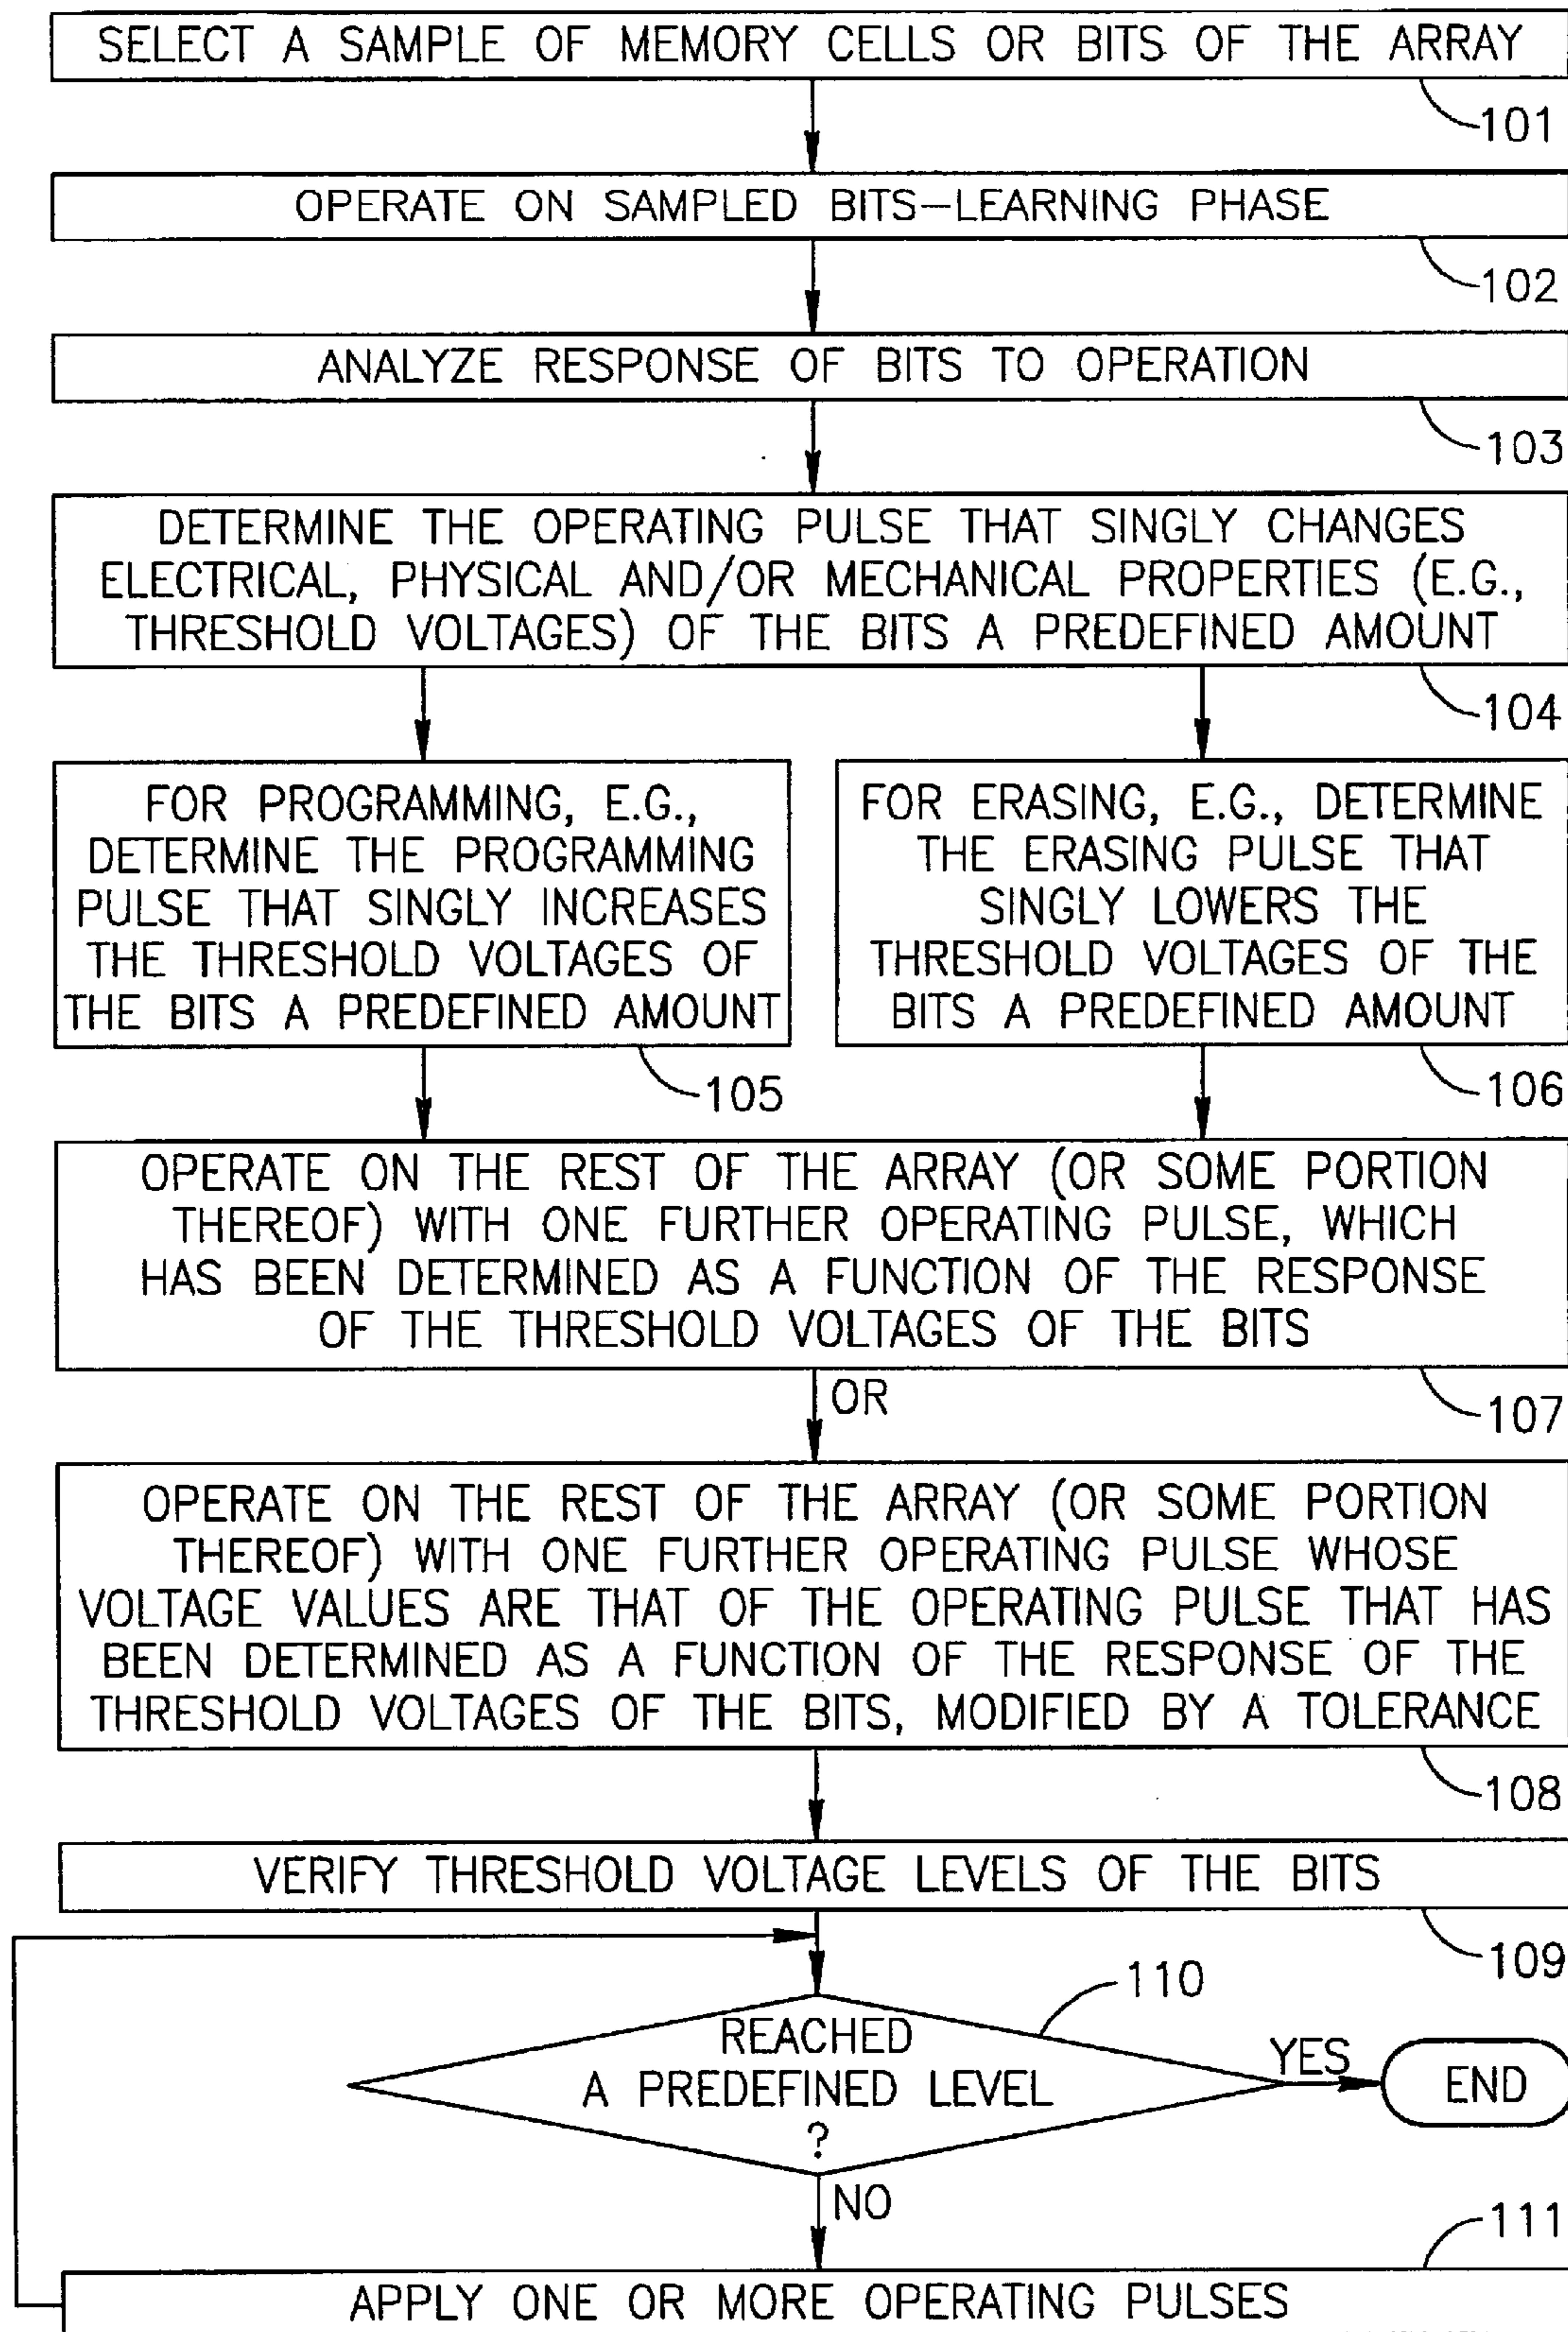 SELECT A SAMPLE OF MEMORY CELLS OR BITS OF THE ARRAY
101
OPERATE ON SAMPLED BITS–LEARNING PHASE
102
ANALYZE RESPONSE OF BITS TO OPERATION
103
DETERMINE THE OPERATING PULSE THAT SINGLY CHANGES
ELECTRICAL, PHYSICAL AND/OR MECHANICAL PROPERTIES (E.G.,
THRESHOLD VOLTAGES) OF THE BITS A PREDEFINED AMOUNT
104
FOR PROGRAMMING, E.G.,
DETERMINE THE PROGRAMMING
PULSE THAT SINGLY INCREASES
THE THRESHOLD VOLTAGES OF
THE BITS A PREDEFINED AMOUNT
105
FOR ERASING, E.G., DETERMINE
THE ERASING PULSE THAT
SINGLY LOWERS THE
THRESHOLD VOLTAGES OF THE
BITS A PREDEFINED AMOUNT
106
OPERATE ON THE REST OF THE ARRAY (OR SOME PORTION
THEREOF) WITH ONE FURTHER OPERATING PULSE, WHICH
HAS BEEN DETERMINED AS A FUNCTION OF THE RESPONSE
OF THE THRESHOLD VOLTAGES OF THE BITS
107
OR
OPERATE ON THE REST OF THE ARRAY (OR SOME PORTION
THEREOF) WITH ONE FURTHER OPERATING PULSE WHOSE
VOLTAGE VALUES ARE THAT OF THE OPERATING PULSE THAT HAS
BEEN DETERMINED AS A FUNCTION OF THE RESPONSE OF THE
THRESHOLD VOLTAGES OF THE BITS, MODIFIED BY A TOLERANCE
108
VERIFY THRESHOLD VOLTAGE LEVELS OF THE BITS
109
110
REACHED
A PREDEFINED LEVEL
?
YES
END
NO
111
APPLY ONE OR MORE OPERATING PULSES